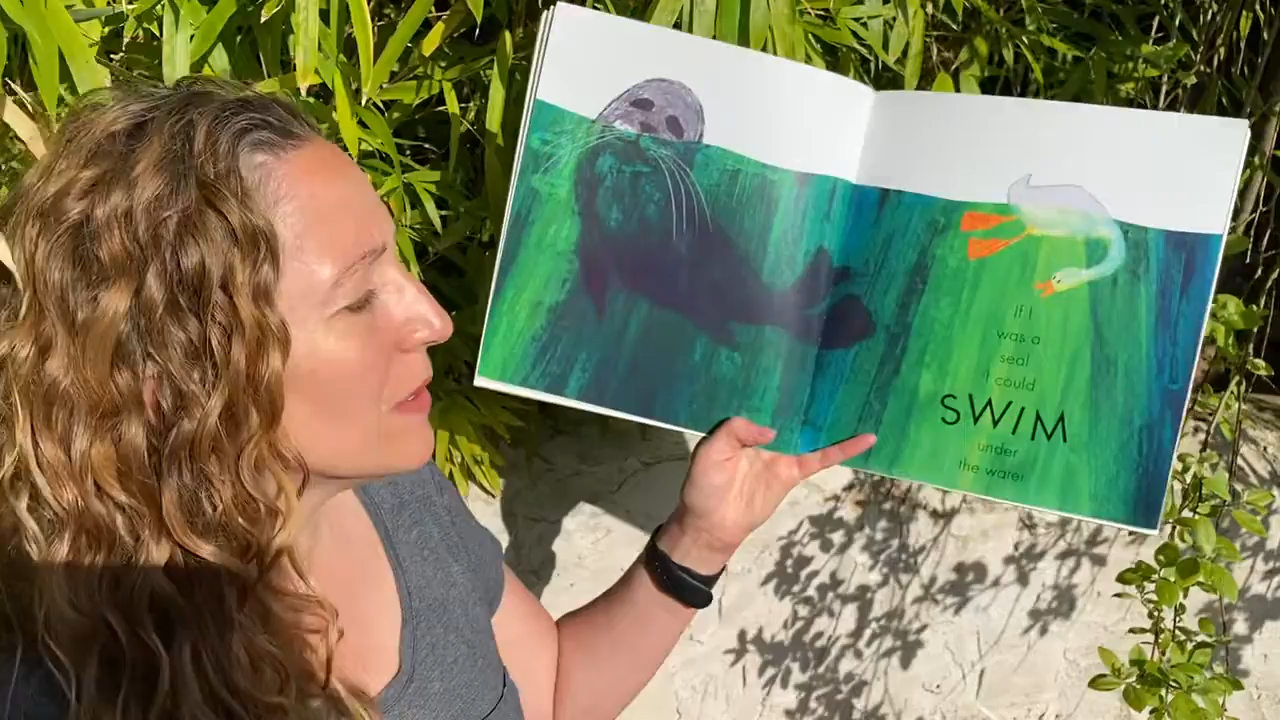 If I
was a
seal
I could
SWIM
under
the water